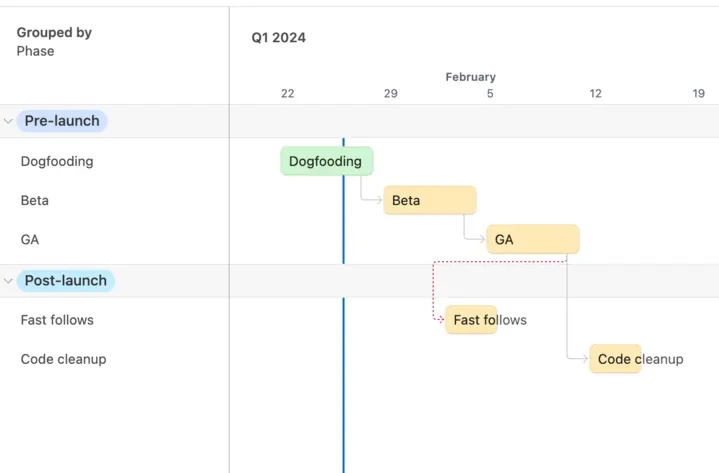 Grouped by
Phase
Q1 2024
February
22 29 5 12 19
Pre-launch
Dogfooding Dogfooding
Beta Beta
GA GA
Post-launch
Fast follows Fast follows
Code cleanup Code cleanup